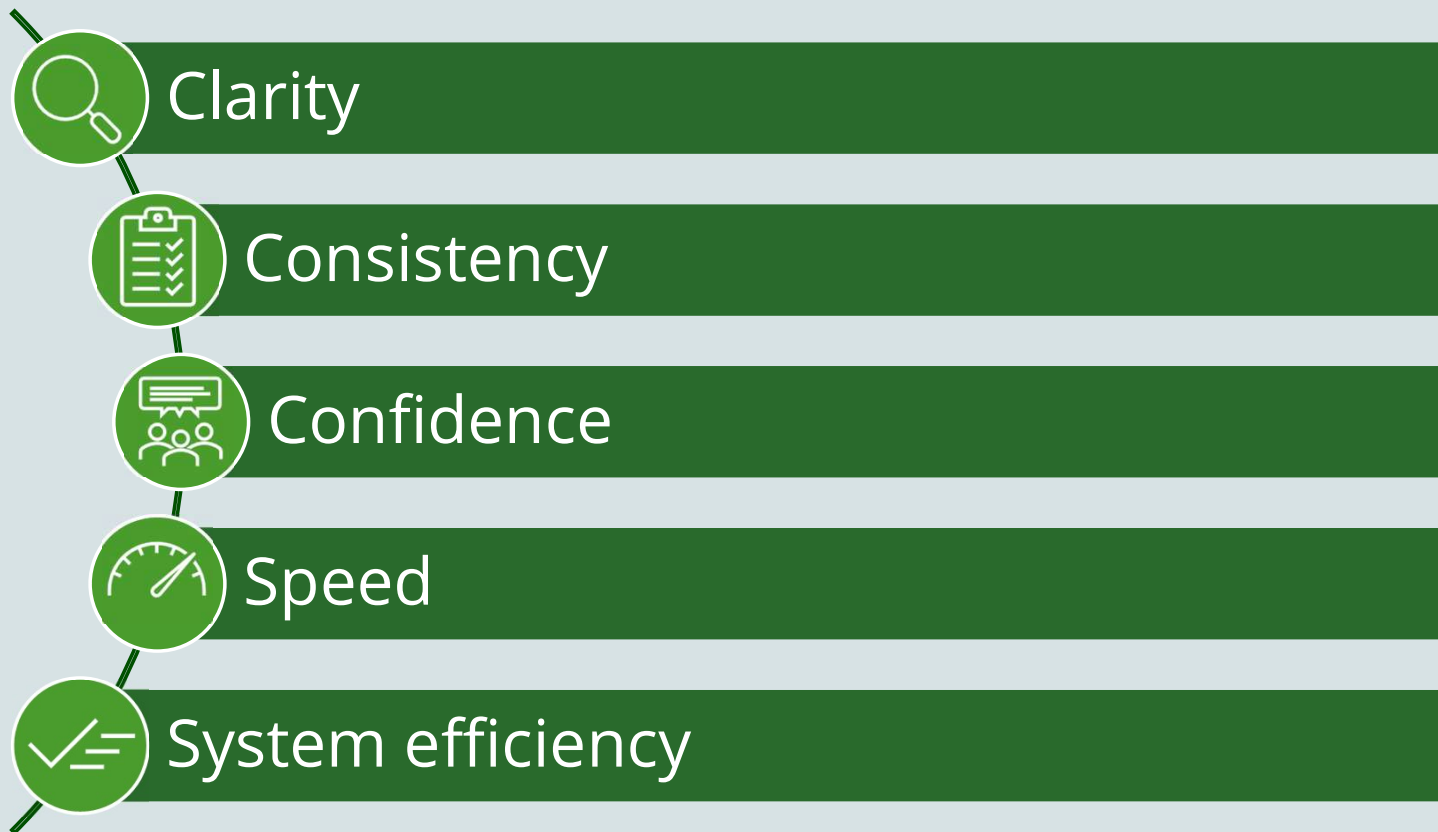 Clarity
Consistency
Confidence
Speed
System efficiency